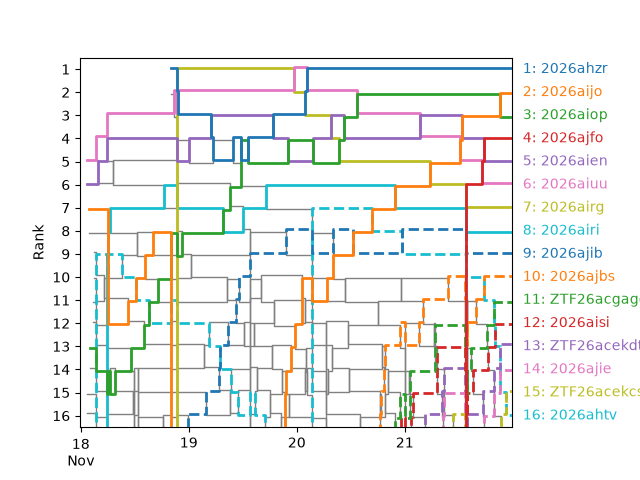 1
2
3
4
5
6
7
8
9
10
11
12
13
14
15
16
Rank
18
19
20
21
Nov
1: 2026ahzr
2: 2026aijo
3: 2026aiop
4: 2026ajfo
5: 2026aien
6: 2026aiuu
7: 2026airg
8: 2026airi
9: 2026ajib
10: 2026ajbs
11: ZTF26acgag
12: 2026aisi
13: ZTF26acekdt
14: 2026ajie
15: ZTF26acekcs
16: 2026ahtv